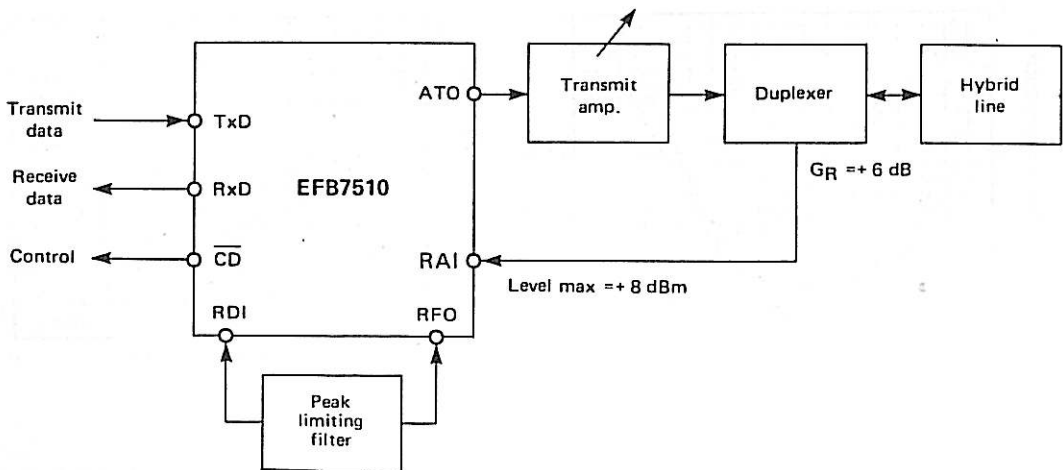 Transmit
data
Receive
data
Control
TxD
RxD
CD
RDI
EFB7510
ATO
RAI
RFO
Transmit
amp.
Duplexer
Hybrid
line
GR =+ 6 dB
Level max =+ 8 dBm
Peak
limiting
filter